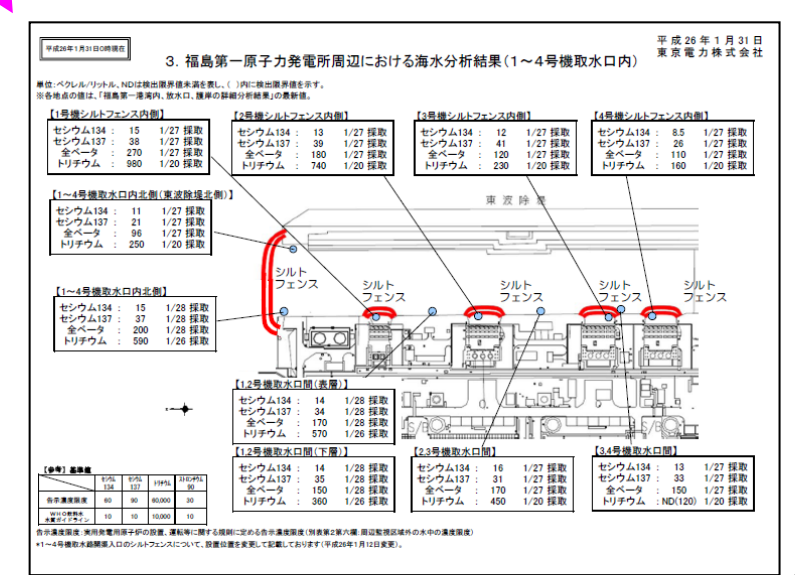 平成26年1月31日0時現在
平成26年1月31日
東京電力株式会社
3．福島第一原子力発電所周辺における海水分析結果(1～4号機取水口内)
単位:ベクレル/リットル、NDは検出限界値未満を表し、( )内に検出限界値を示す。
※各地点の値は、「福島第一港湾内、放水口、護岸の詳細分析結果」の最新値。
【1号機シルトフェンス内側】
セシウム134 : 15 1/27 採取
セシウム137 : 38 1/27 採取
全ベータ : 270 1/27 採取
トリチウム : 980 1/20 採取
【2号機シルトフェンス内側】
セシウム134 : 13 1/27 採取
セシウム137 : 39 1/27 採取
全ベータ : 180 1/27 採取
トリチウム : 740 1/20 採取
【3号機シルトフェンス内側】
セシウム134 : 12 1/27 採取
セシウム137 : 41 1/27 採取
全ベータ : 120 1/27 採取
トリチウム : 230 1/20 採取
【4号機シルトフェンス内側】
セシウム134 : 8.5 1/27 採取
セシウム137 : 26 1/27 採取
全ベータ : 110 1/27 採取
トリチウム : 160 1/20 採取
【1～4号機取水口内北側(東波除堤北側)】
セシウム134 : 11 1/27 採取
セシウム137 : 21 1/27 採取
全ベータ : 96 1/27 採取
トリチウム : 250 1/20 採取
東波除堤
【1～4号機取水口内北側】
セシウム134 : 15 1/28 採取
セシウム137 : 37 1/28 採取
全ベータ : 200 1/28 採取
トリチウム : 590 1/26 採取
シルト
フェンス
シルト
フェンス
シルト
フェンス
シルト
フェンス
シルト
フェンス
【1,2号機取水口間(表層)】
セシウム134 : 14 1/28 採取
セシウム137 : 34 1/28 採取
全ベータ : 170 1/28 採取
トリチウム : 570 1/26 採取
S/B
S/B
【1,2号機取水口間(下層)】
セシウム134 : 14 1/28 採取
セシウム137 : 35 1/28 採取
全ベータ : 150 1/28 採取
トリチウム : 360 1/26 採取
【2,3号機取水口間】
セシウム134 : 16 1/27 採取
セシウム137 : 31 1/27 採取
全ベータ : 170 1/27 採取
トリチウム : 450 1/20 採取
【3,4号機取水口間】
セシウム134 : 13 1/27 採取
セシウム137 : 33 1/27 採取
全ベータ : 150 1/27 採取
トリチウム : ND(120) 1/20 採取
【参考】基準値
セシウム134 セシウム137 トリチウム ストロンチウム90
告示濃度限度 60 90 60,000 30
WHO飲料水水質ガイドライン 10 10 10,000 10
告示濃度限度:実用発電用原子炉の設置、運転等に関する規則に定める告示濃度限度(別表第2第六欄:周辺監視区域外の水中の濃度限度)
*1～4号機取水路開渠入口のシルトフェンスについて、設置位置を変更して記載しております(平成26年1月12日変更)。